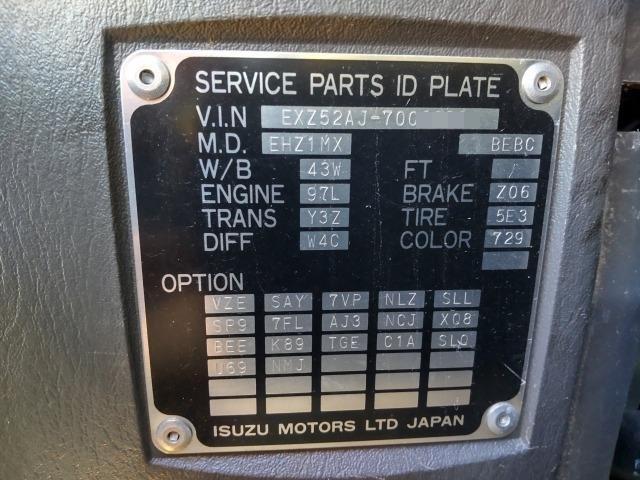 SERVICE PARTS ID PLATE
V.I.N EXZ52AJ-700
M.D. EHZ1MX BEBC
W/B 43W FT
ENGINE 97L BRAKE Z06
TRANS Y3Z TIRE 5E3
DIFF W4C COLOR 729
OPTION
VZE SAY 7VP NLZ SLL
SP9 7FL AJ3 NCJ XQ8
BEE K89 TGE C1A SLO
U69 NMJ
ISUZU MOTORS LTD JAPAN